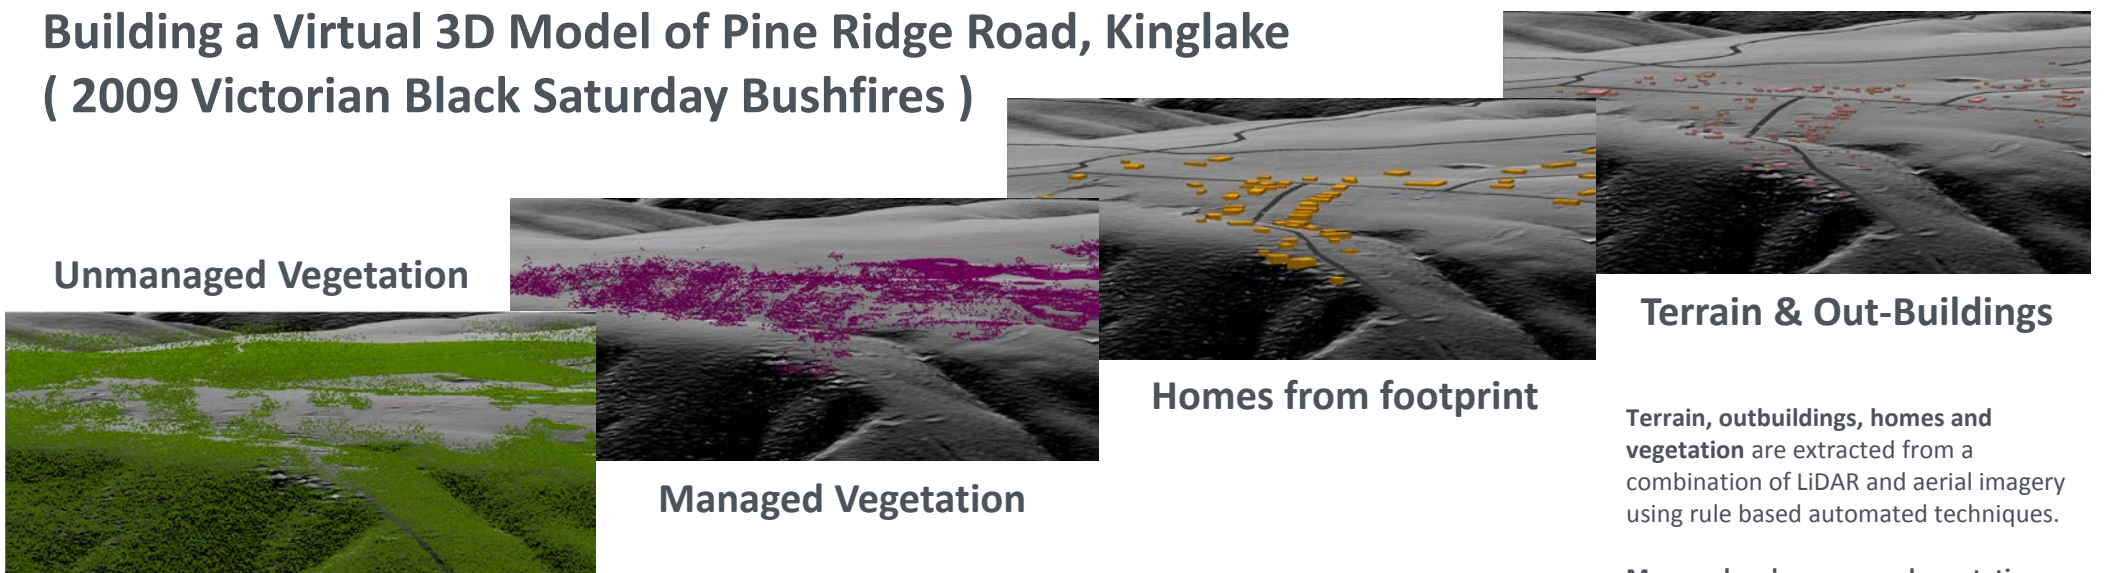 Building a Virtual 3D Model of Pine Ridge Road, Kinglake
( 2009 Victorian Black Saturday Bushfires )
Unmanaged Vegetation
Managed Vegetation
Homes from footprint
Terrain & Out-Buildings
Terrain, outbuildings, homes and
vegetation are extracted from a
combination of LiDAR and aerial imagery
using rule based automated techniques.